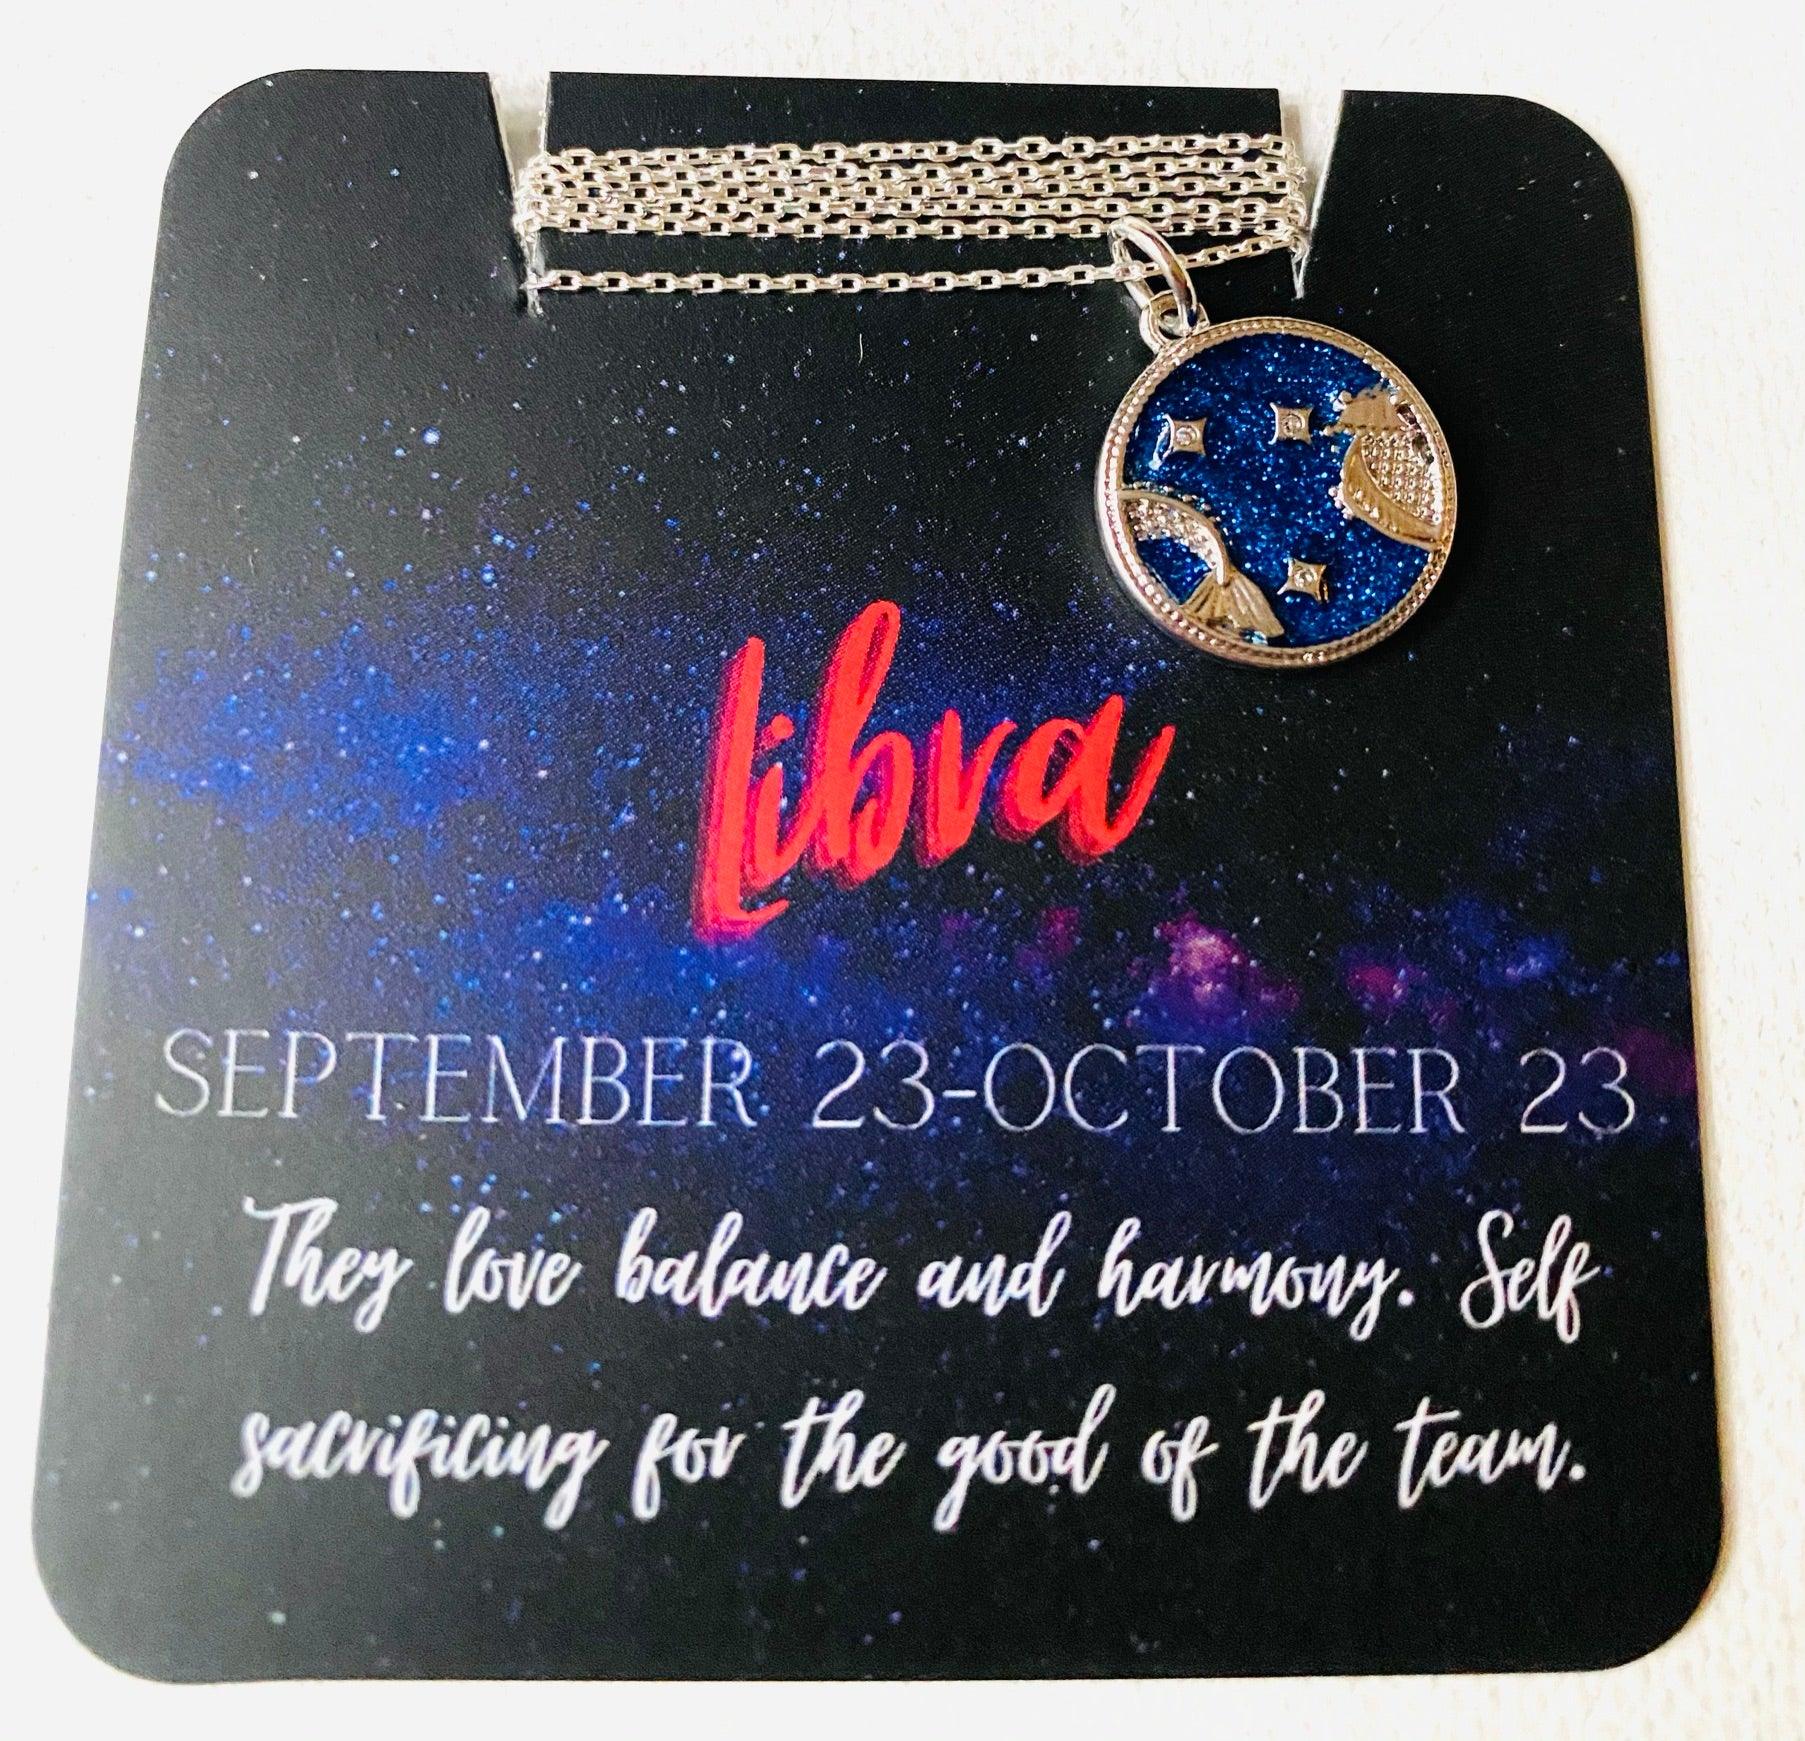 Libra
SEPTEMBER 23-OCTOBER 23
They love balance and harmony. Self
sacrificing for the good of the team.